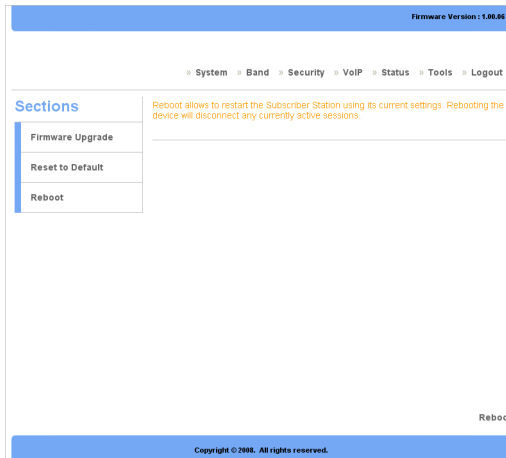 Firmware Version : 1.00.06
» System » Band » Security » VoIP » Status » Tools » Logout
Sections
Firmware Upgrade
Reset to Default
Reboot
Reboot allows to restart the Subscriber Station using its current settings. Rebooting the
device will disconnect any currently active sessions.
Reboo
Copyright © 2008. All rights reserved.